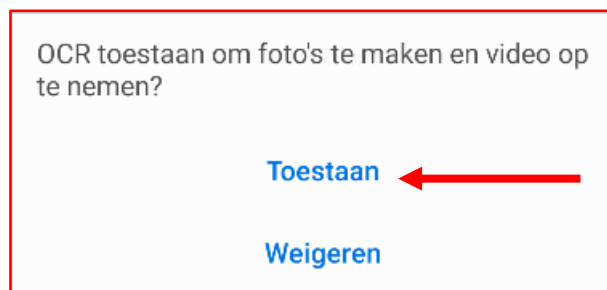 OCR toestaan om foto's te maken en video op
te nemen?
Toestaan
Weigeren